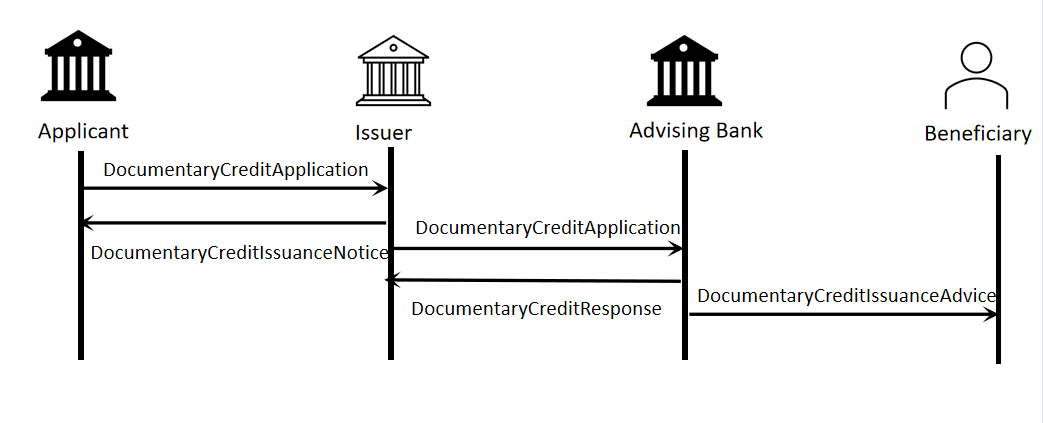 Applicant
Issuer
Advising Bank
Beneficiary
DocumentaryCreditApplication
DocumentaryCreditIssuanceNotice
DocumentaryCreditApplication
DocumentaryCreditResponse
DocumentaryCreditIssuanceAdvice